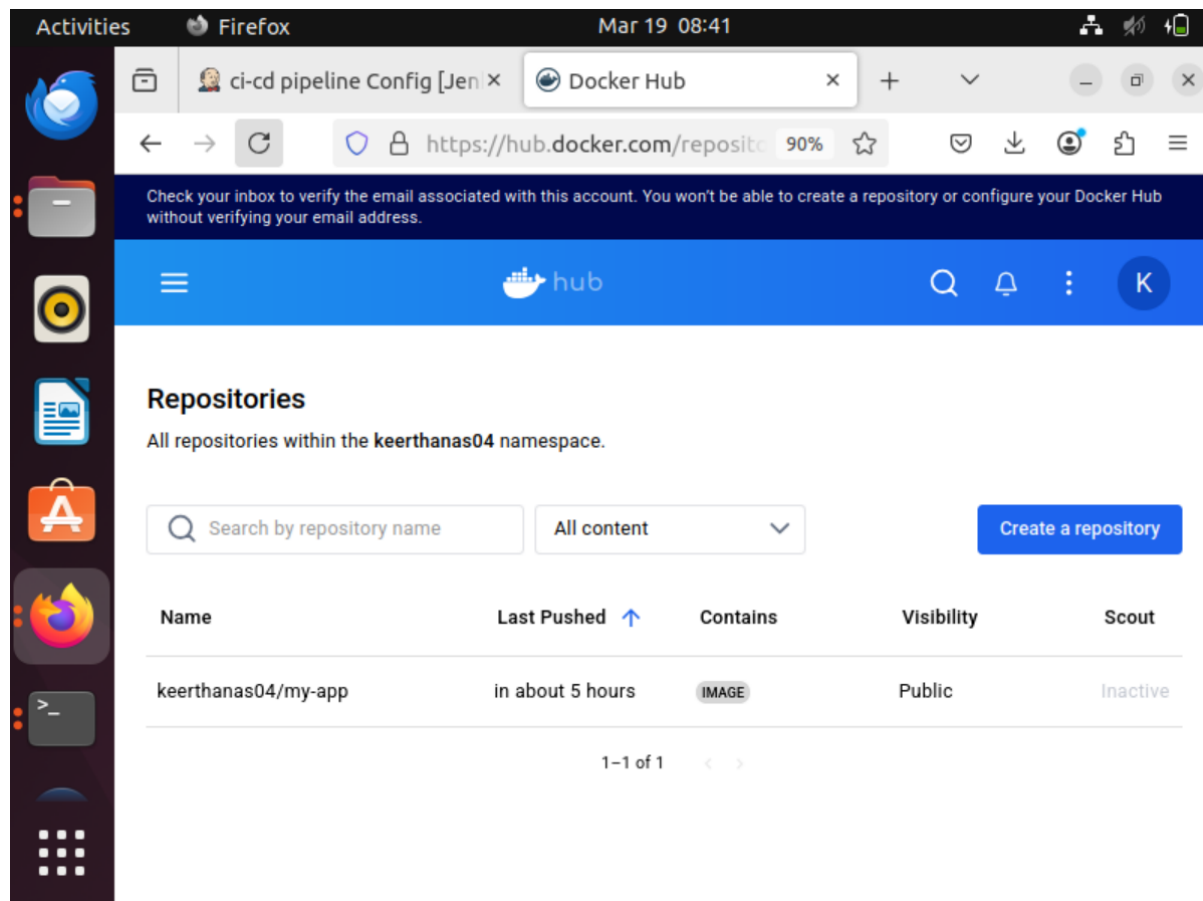 Activities Firefox Mar 19 08:41
ci-cd pipeline Config [Jen Docker Hub
https://hub.docker.com/reposito 90%
Check your inbox to verify the email associated with this account. You won't be able to create a repository or configure your Docker Hub
without verifying your email address.
hub K
Repositories
All repositories within the keerthanas04 namespace.
Search by repository name All content Create a repository
Name Last Pushed Contains Visibility Scout
keerthanas04/my-app in about 5 hours IMAGE Public Inactive
1–1 of 1